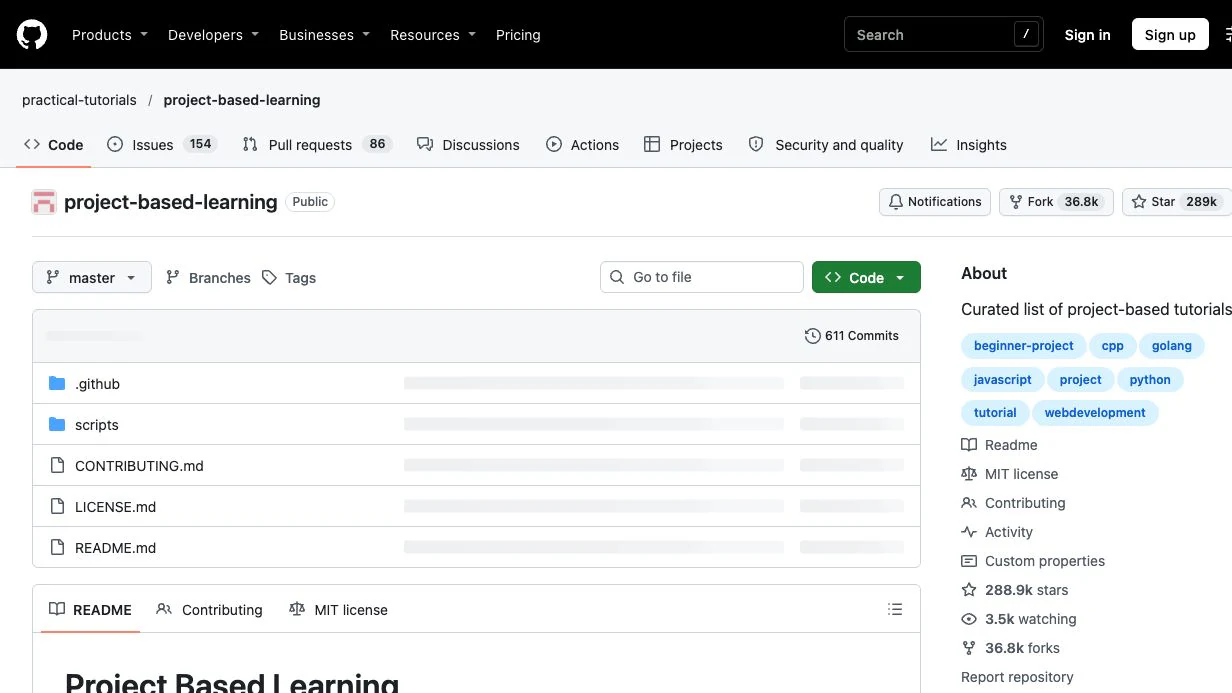 Products Developers Businesses Resources Pricing Search / Sign in Sign up
practical-tutorials / project-based-learning
Code Issues 154 Pull requests 86 Discussions Actions Projects Security and quality Insights
project-based-learning Public Notifications Fork 36.8k Star 289k
master Branches Tags Go to file Code
611 Commits
.github
scripts
CONTRIBUTING.md
LICENSE.md
README.md
README Contributing MIT license
Project Based Learning
About
Curated list of project-based tutorials
beginner-project cpp golang
javascript project python
tutorial webdevelopment
Readme
MIT license
Contributing
Activity
Custom properties
288.9k stars
3.5k watching
36.8k forks
Report repository